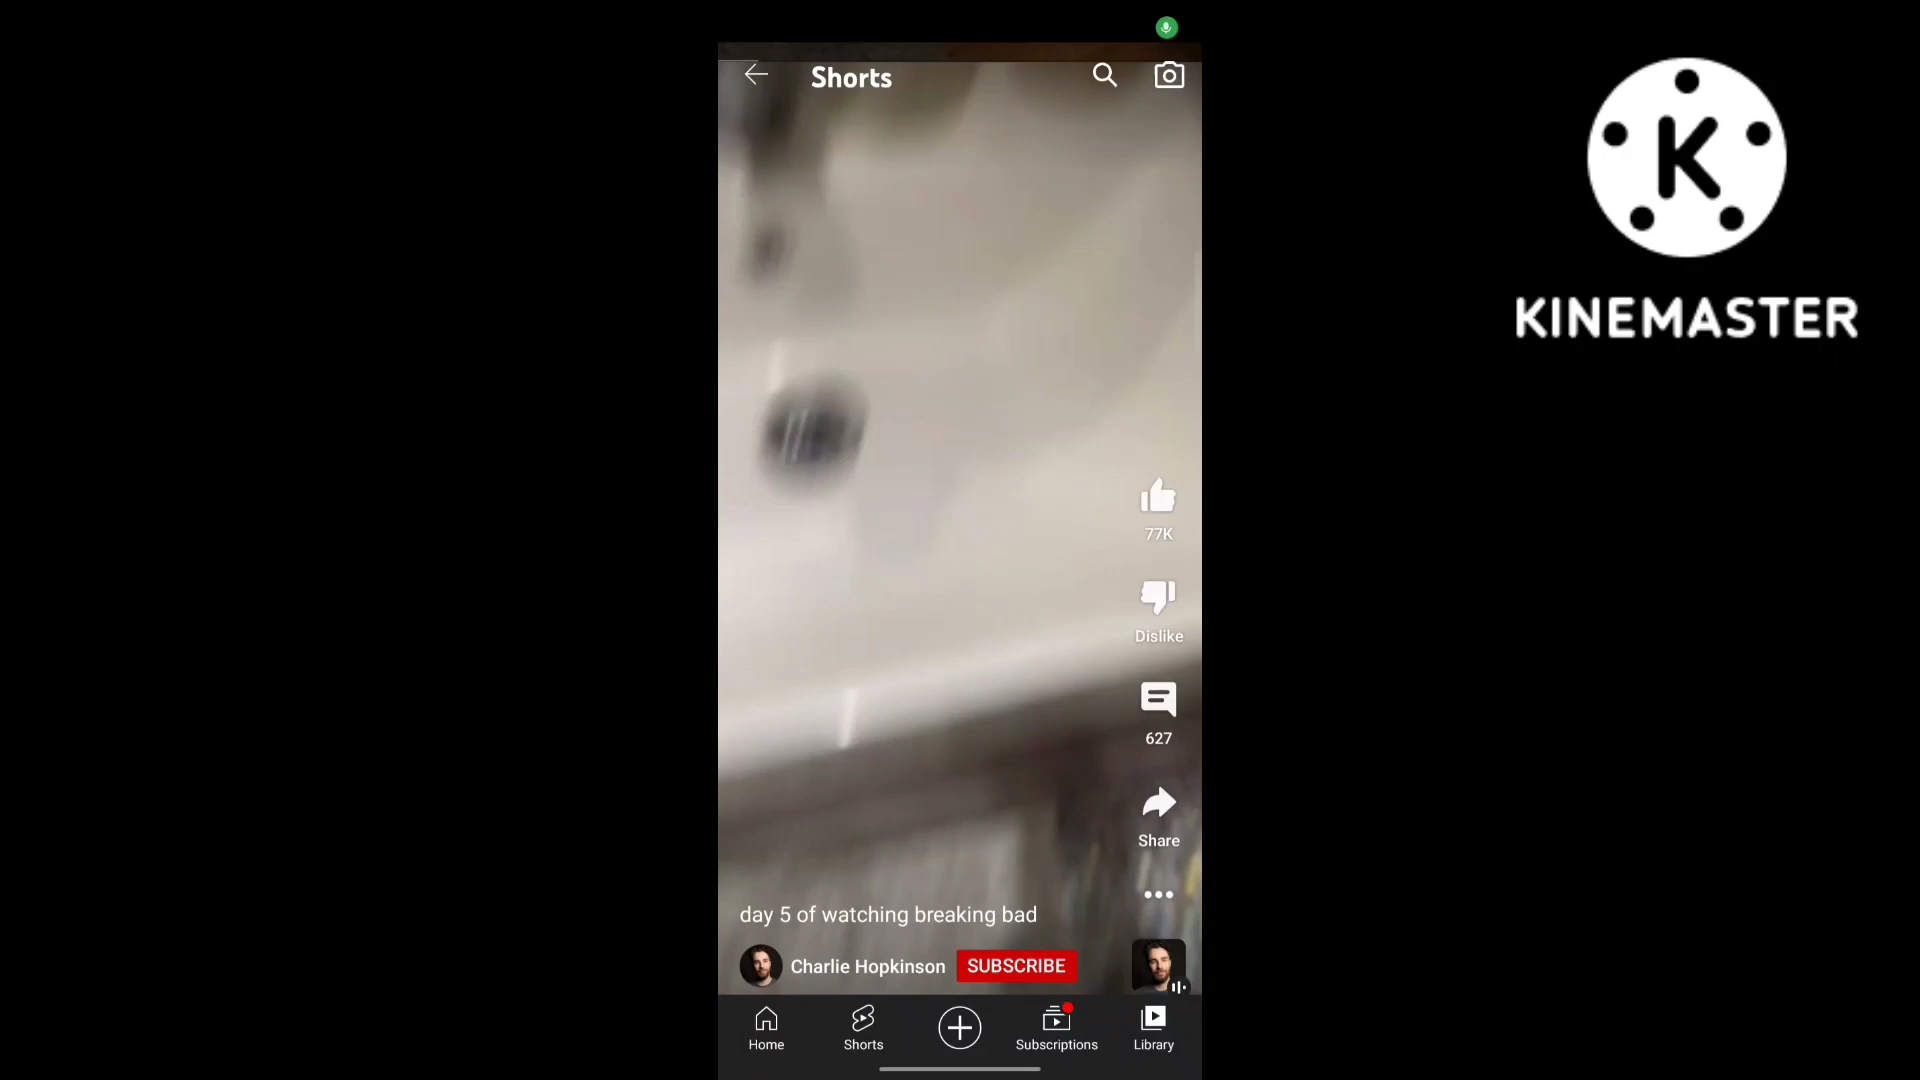 Shorts
K
KINEMASTER
77K
Dislike
627
Share
day 5 of watching breaking bad
Charlie Hopkinson SUBSCRIBE
Home Shorts Subscriptions Library